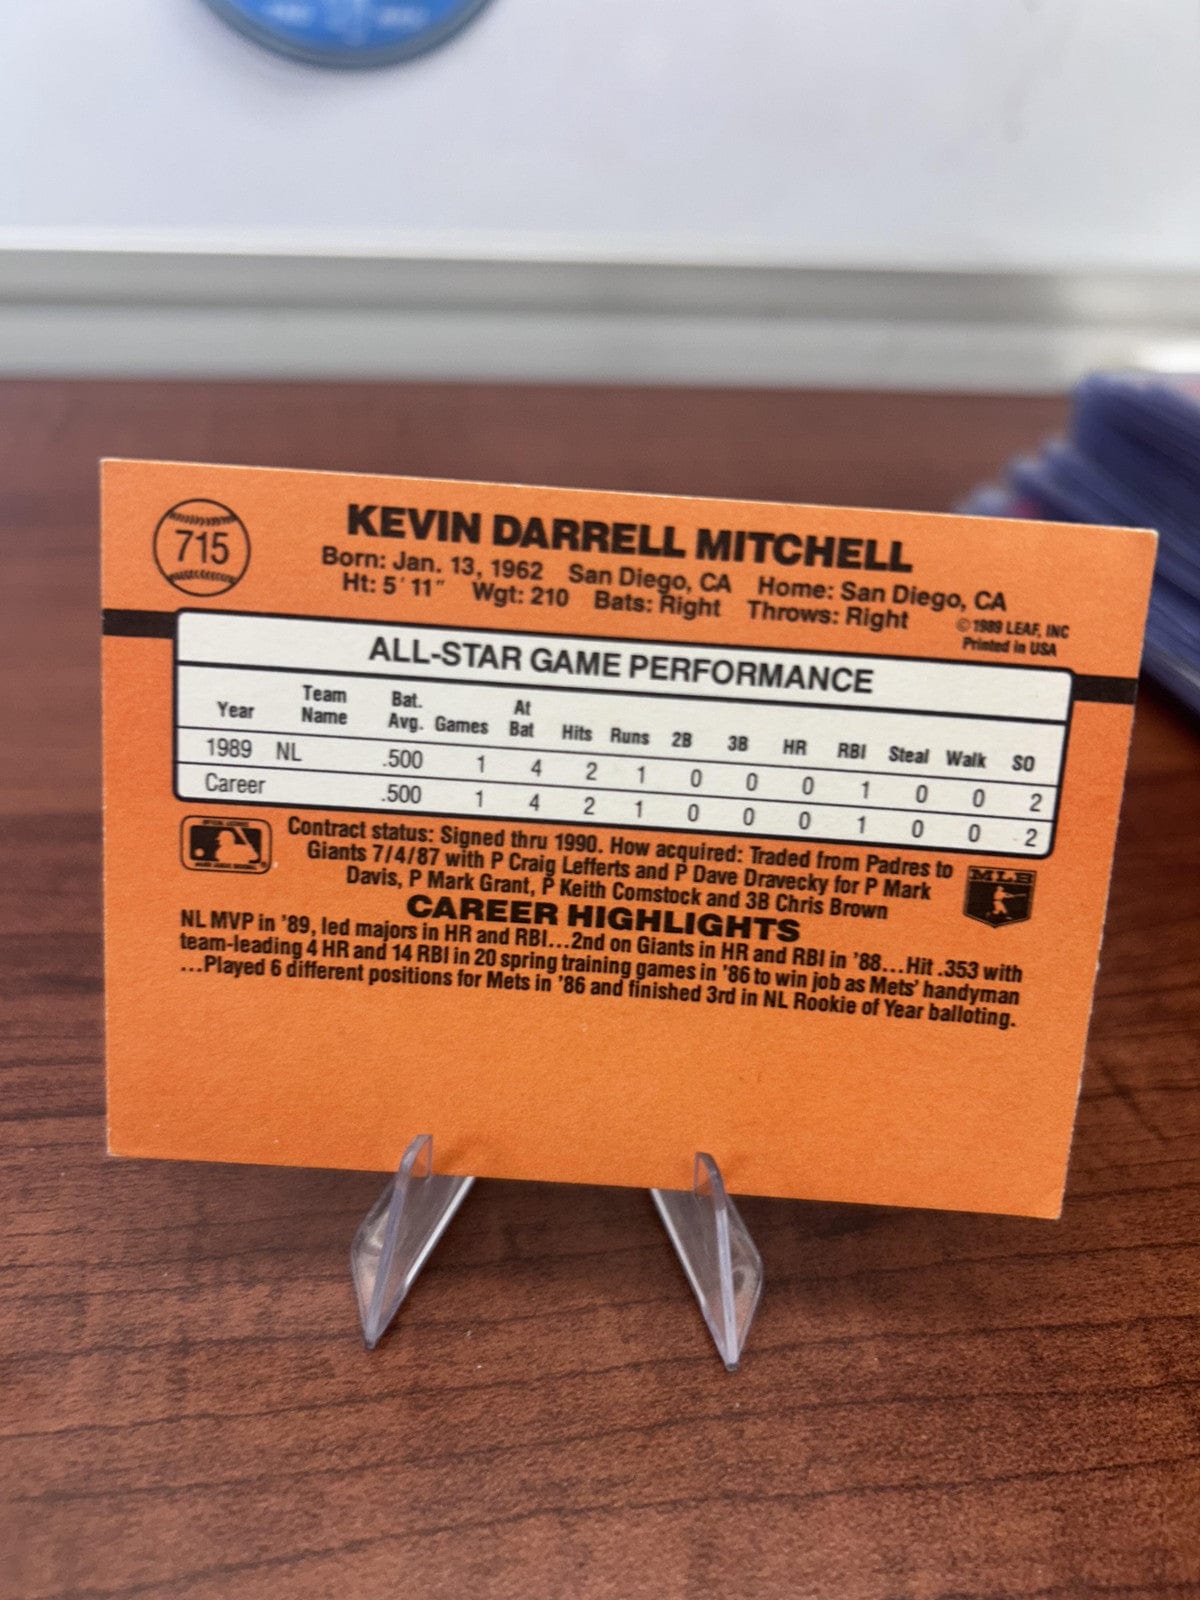 715
KEVIN DARRELL MITCHELL
Born: Jan. 13, 1962 San Diego, CA Home: San Diego, CA
Ht: 5' 11" Wgt: 210 Bats: Right Throws: Right
© 1989 LEAF, INC
Printed in USA
ALL-STAR GAME PERFORMANCE
Year Team Name Bat. Avg. Games At Bat Hits Runs 2B 3B HR RBI Steal Walk SO
1989 NL .500 1 4 2 1 0 0 0 1 0 0 2
Career .500 1 4 2 1 0 0 0 1 0 0 2
Contract status: Signed thru 1990. How acquired: Traded from Padres to
Giants 7/4/87 with P Craig Lefferts and P Dave Dravecky for P Mark
Davis, P Mark Grant, P Keith Comstock and 3B Chris Brown
MLB
CAREER HIGHLIGHTS
NL MVP in '89, led majors in HR and RBI...2nd on Giants in HR and RBI in '88...Hit .353 with
team-leading 4 HR and 14 RBI in 20 spring training games in '86 to win job as Mets' handyman
...Played 6 different positions for Mets in '86 and finished 3rd in NL Rookie of Year balloting.